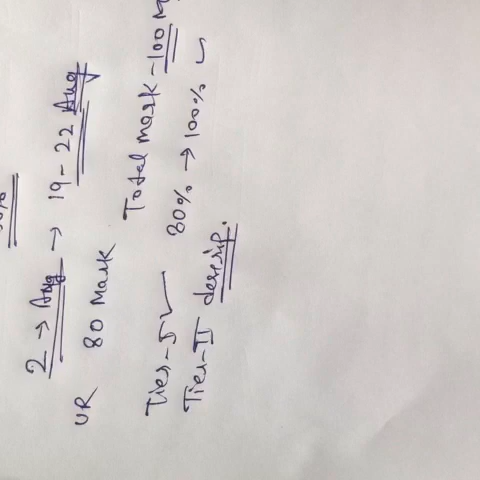 2 → Aug → 19 - 22 Aug
UR 80 Mark
Total mark - 100 M
Tier-I ✓ 80% → 100% ✓
Tier-II descrip.